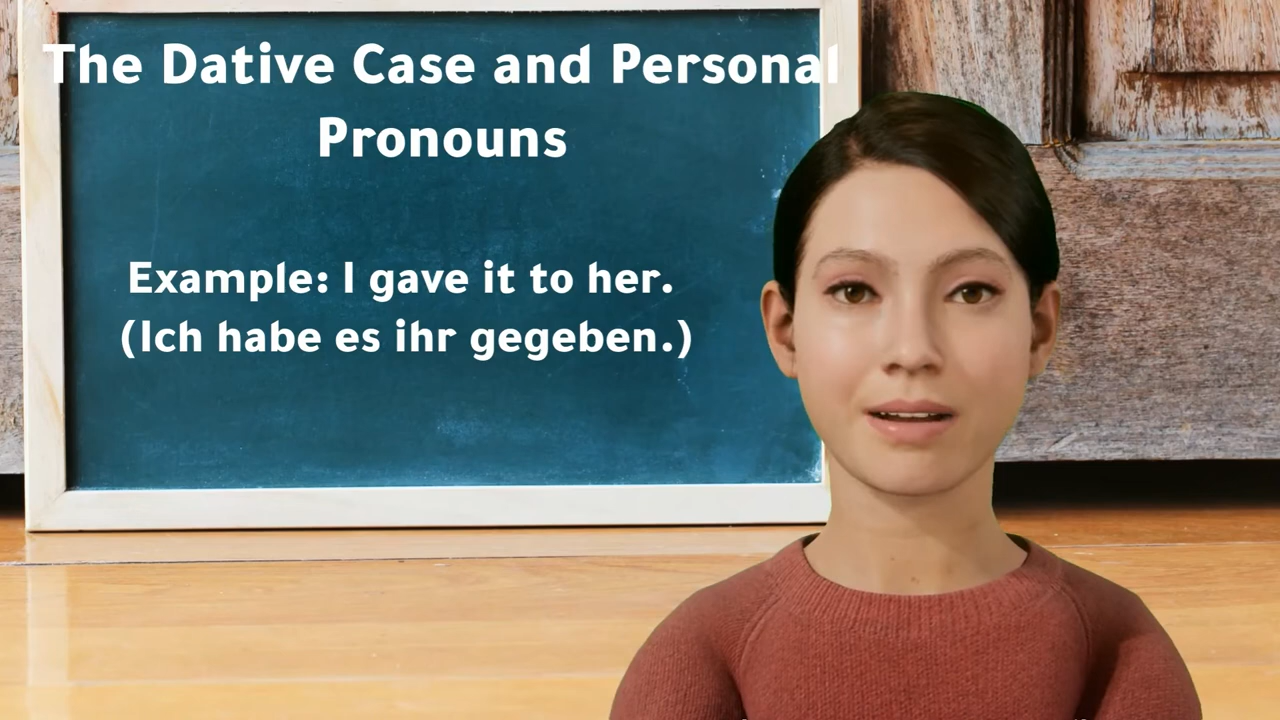 The Dative Case and Personal
Pronouns
Example: I gave it to her.
(Ich habe es ihr gegeben.)